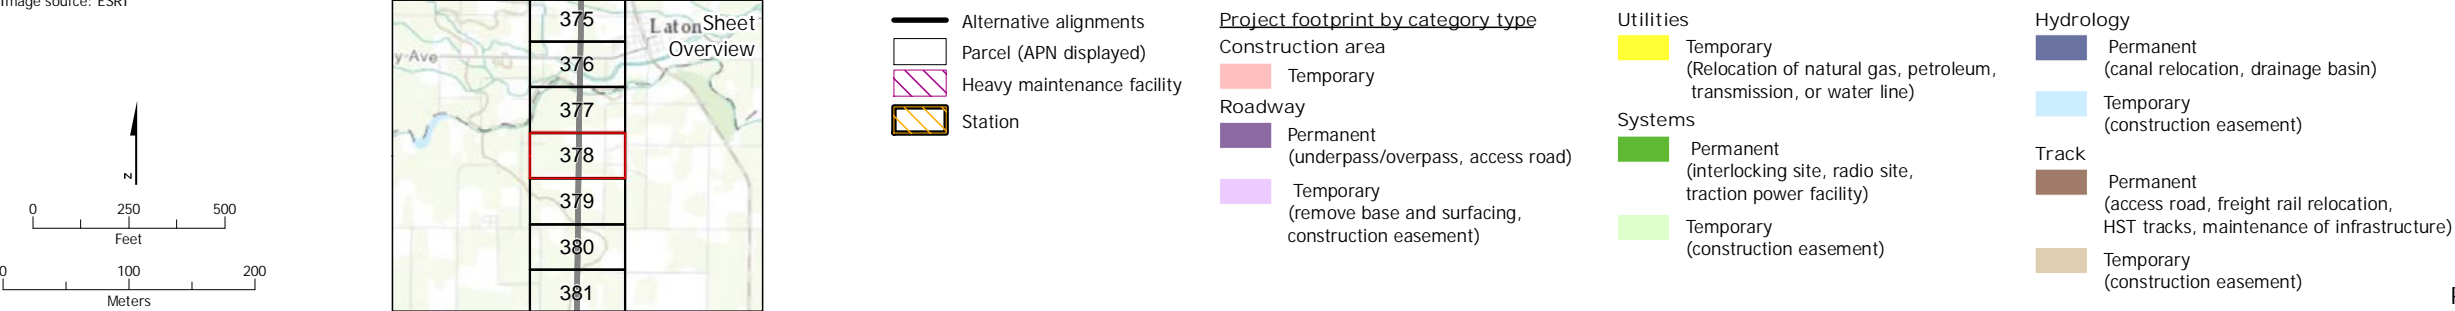 Image source: ESRI
N
0 250 500
Feet
0 100 200
Meters
Laton
Sheet
Overview
y-Ave
375
376
377
378
379
380
381
Alternative alignments
Parcel (APN displayed)
Heavy maintenance facility
Station
Project footprint by category type
Construction area
Temporary
Roadway
Permanent
(underpass/overpass, access road)
Temporary
(remove base and surfacing,
construction easement)
Utilities
Temporary
(Relocation of natural gas, petroleum,
transmission, or water line)
Systems
Permanent
(interlocking site, radio site,
traction power facility)
Temporary
(construction easement)
Hydrology
Permanent
(canal relocation, drainage basin)
Temporary
(construction easement)
Track
Permanent
(access road, freight rail relocation,
HST tracks, maintenance of infrastructure)
Temporary
(construction easement)